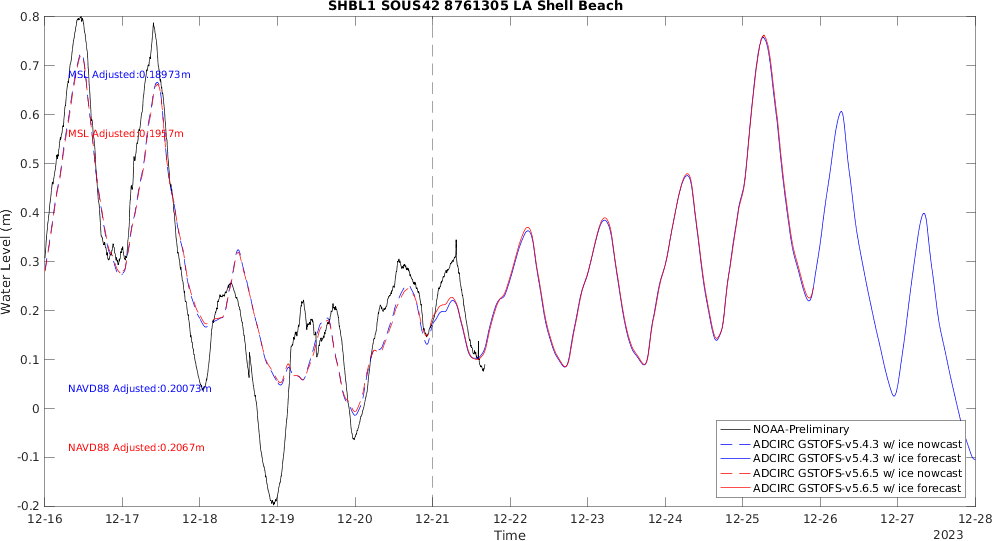 SHBL1 SOUS42 8761305 LA Shell Beach
0.8
0.7
0.6
0.5
0.4
0.3
0.2
0.1
0
-0.1
-0.2
Water Level (m)
MSL Adjusted:0.18973m
MSL Adjusted:0.1957m
NAVD88 Adjusted:0.20073m
NAVD88 Adjusted:0.2067m
NOAA-Preliminary
ADCIRC GSTOFS-v5.4.3 w/ ice nowcast
ADCIRC GSTOFS-v5.4.3 w/ ice forecast
ADCIRC GSTOFS-v5.6.5 w/ ice nowcast
ADCIRC GSTOFS-v5.6.5 w/ ice forecast
12-16 12-17 12-18 12-19 12-20 12-21 12-22 12-23 12-24 12-25 12-26 12-27 12-28
Time
2023